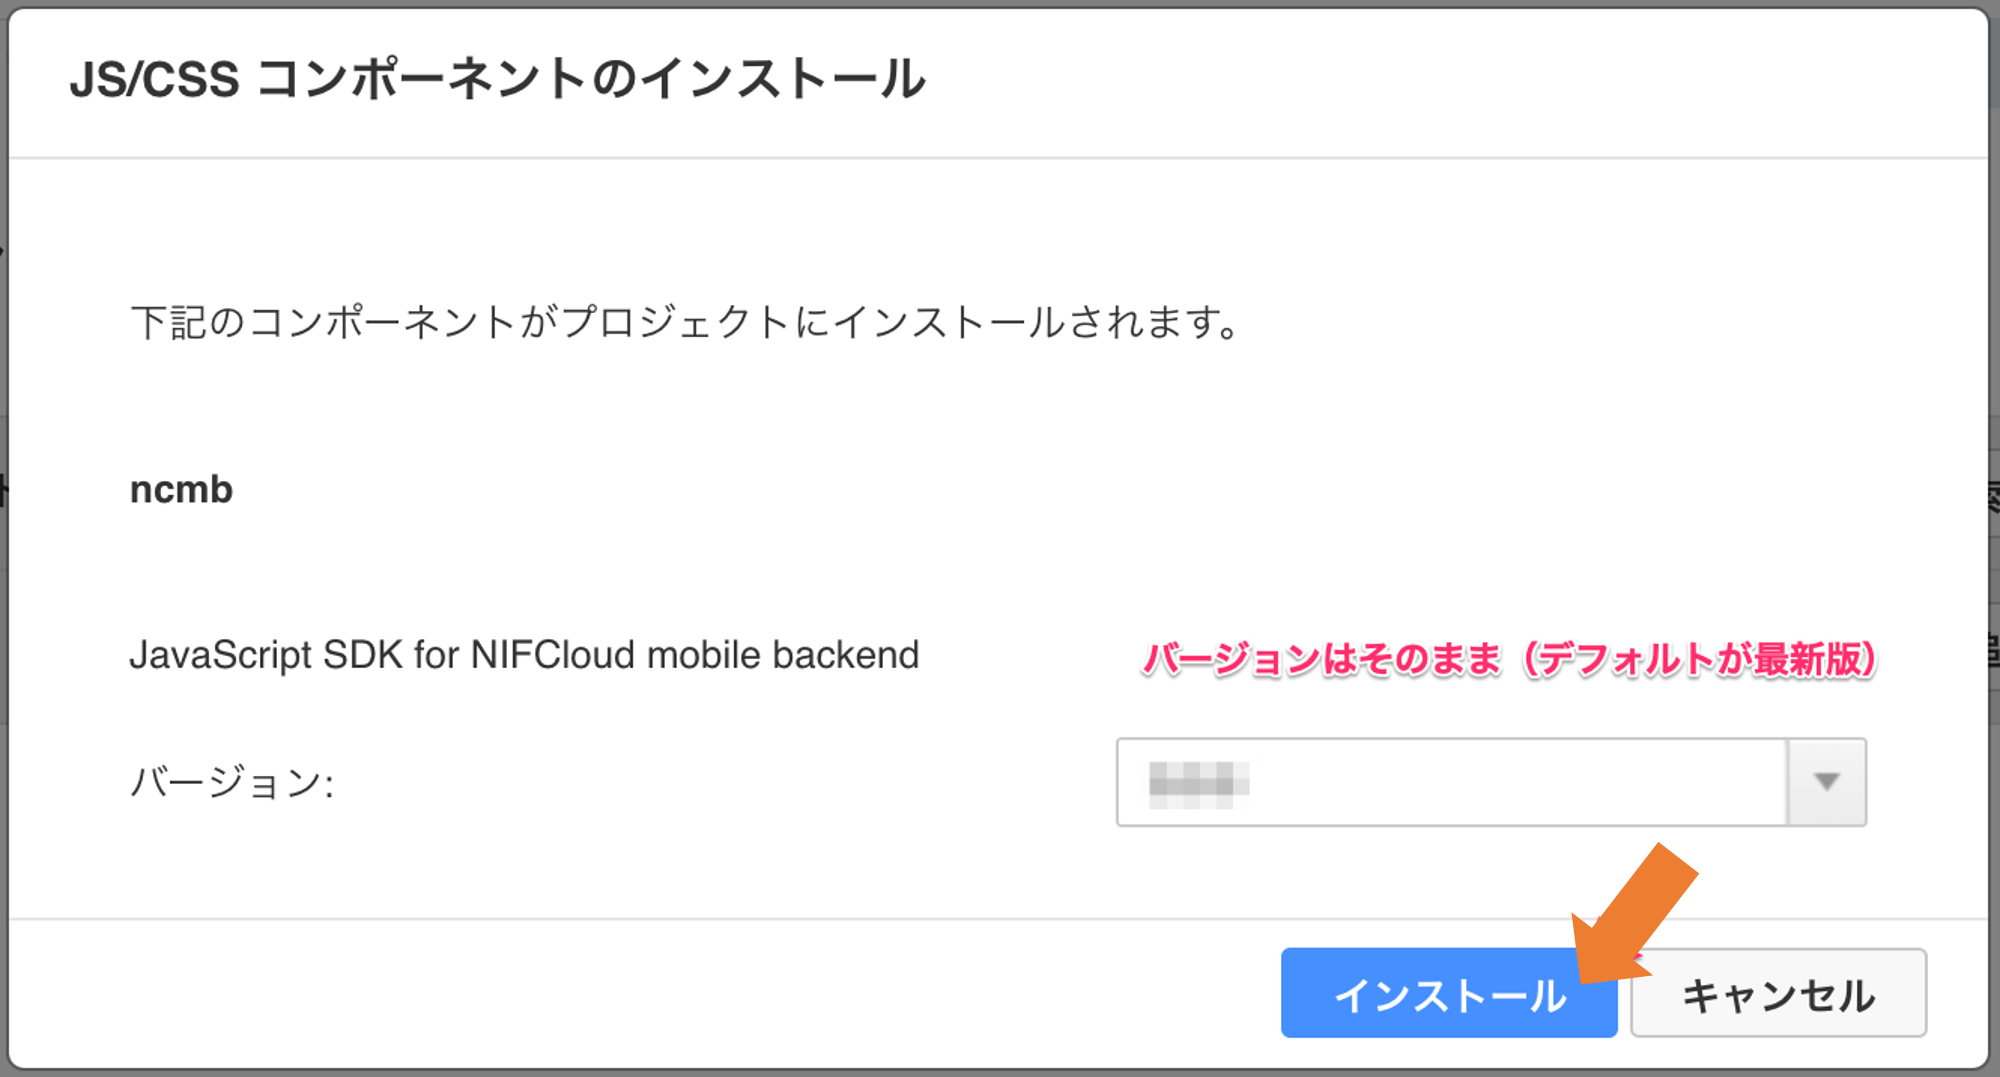 JS/CSS コンポーネントのインストール
下記のコンポーネントがプロジェクトにインストールされます。
ncmb
JavaScript SDK for NIFCloud mobile backend
バージョンはそのまま（デフォルトが最新版）
バージョン:
インストール
キャンセル